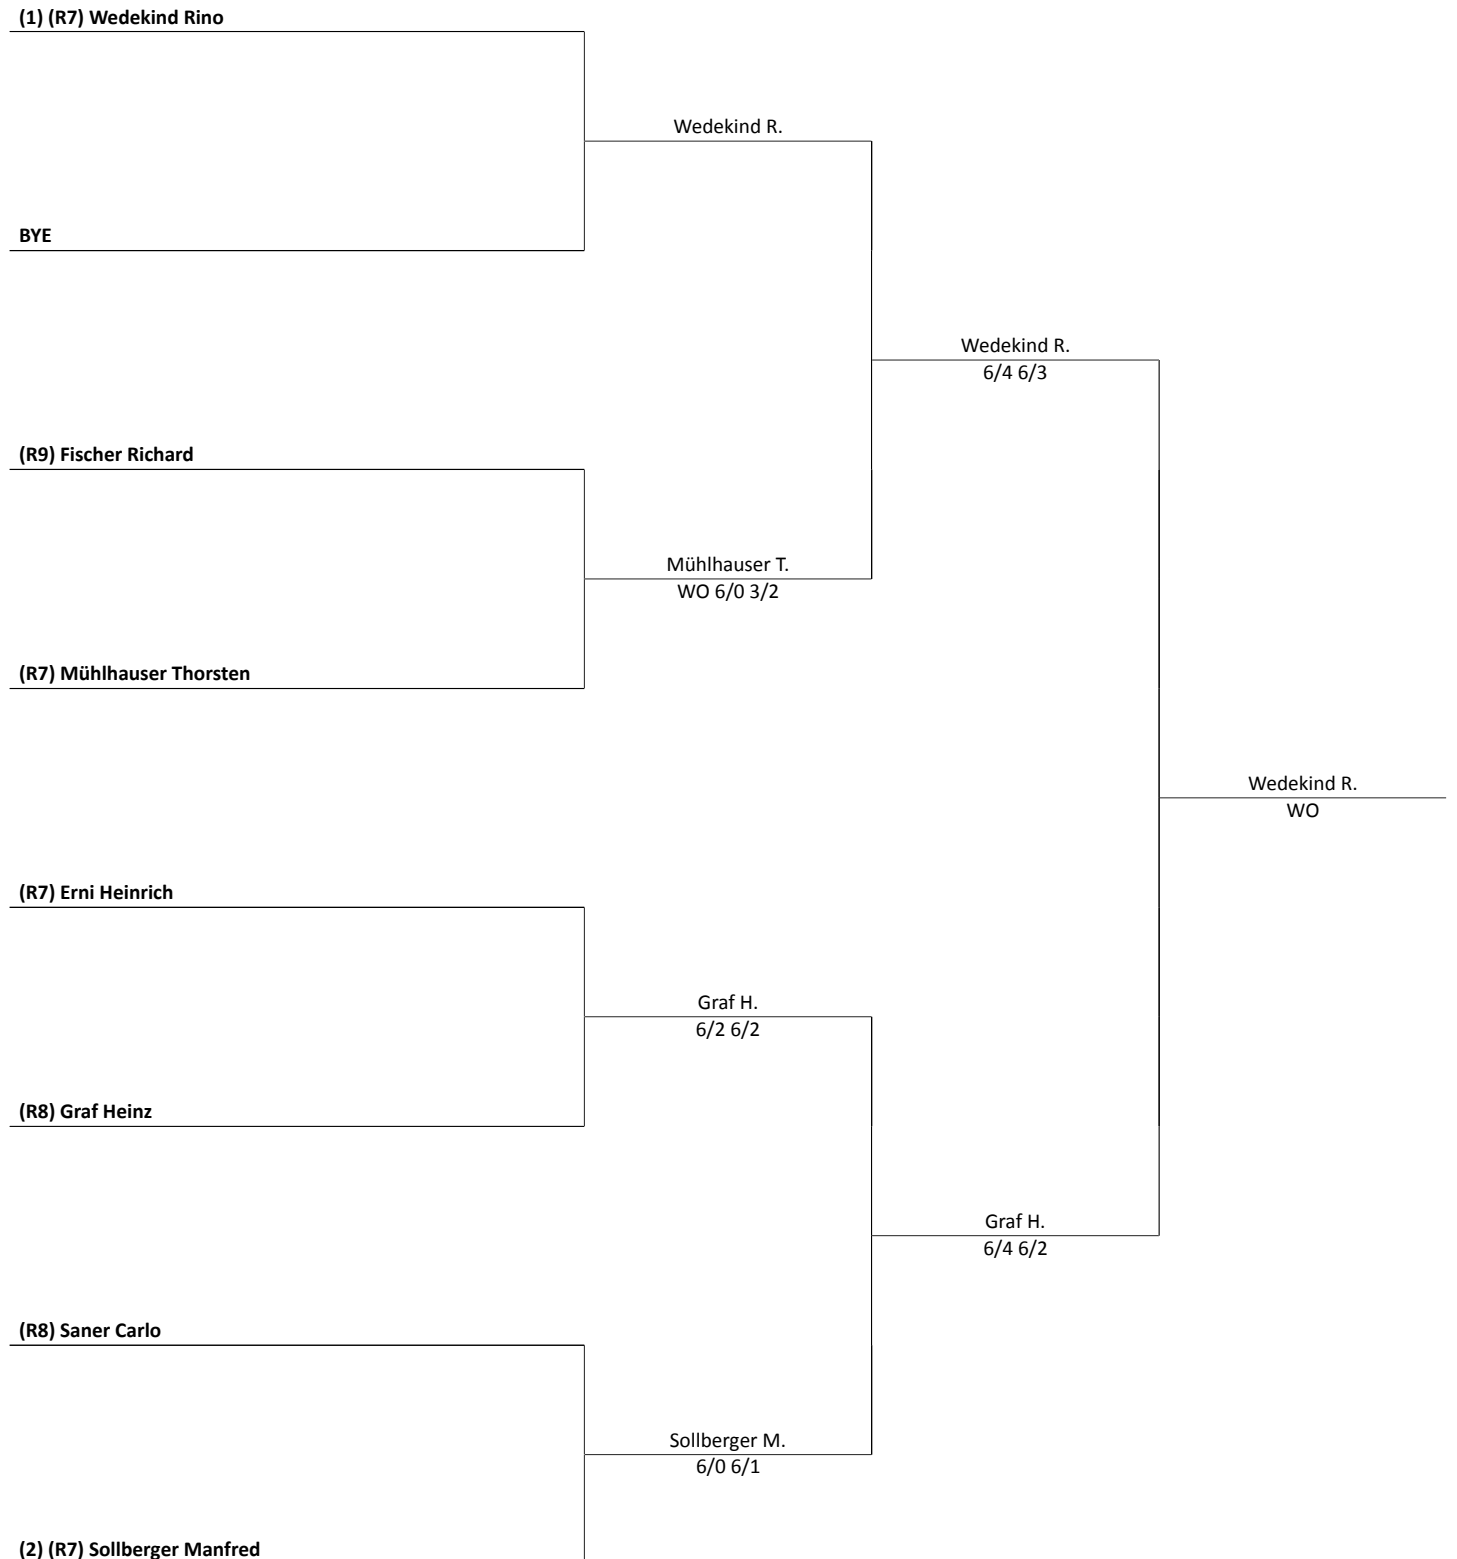 (1) (R7) Wedekind Rino
Wedekind R.
BYE
Wedekind R.
6/4 6/3
(R9) Fischer Richard
Mühlhauser T.
WO 6/0 3/2
(R7) Mühlhauser Thorsten
Wedekind R.
WO
(R7) Erni Heinrich
Graf H.
6/2 6/2
(R8) Graf Heinz
Graf H.
6/4 6/2
(R8) Saner Carlo
Sollberger M.
6/0 6/1
(2) (R7) Sollberger Manfred